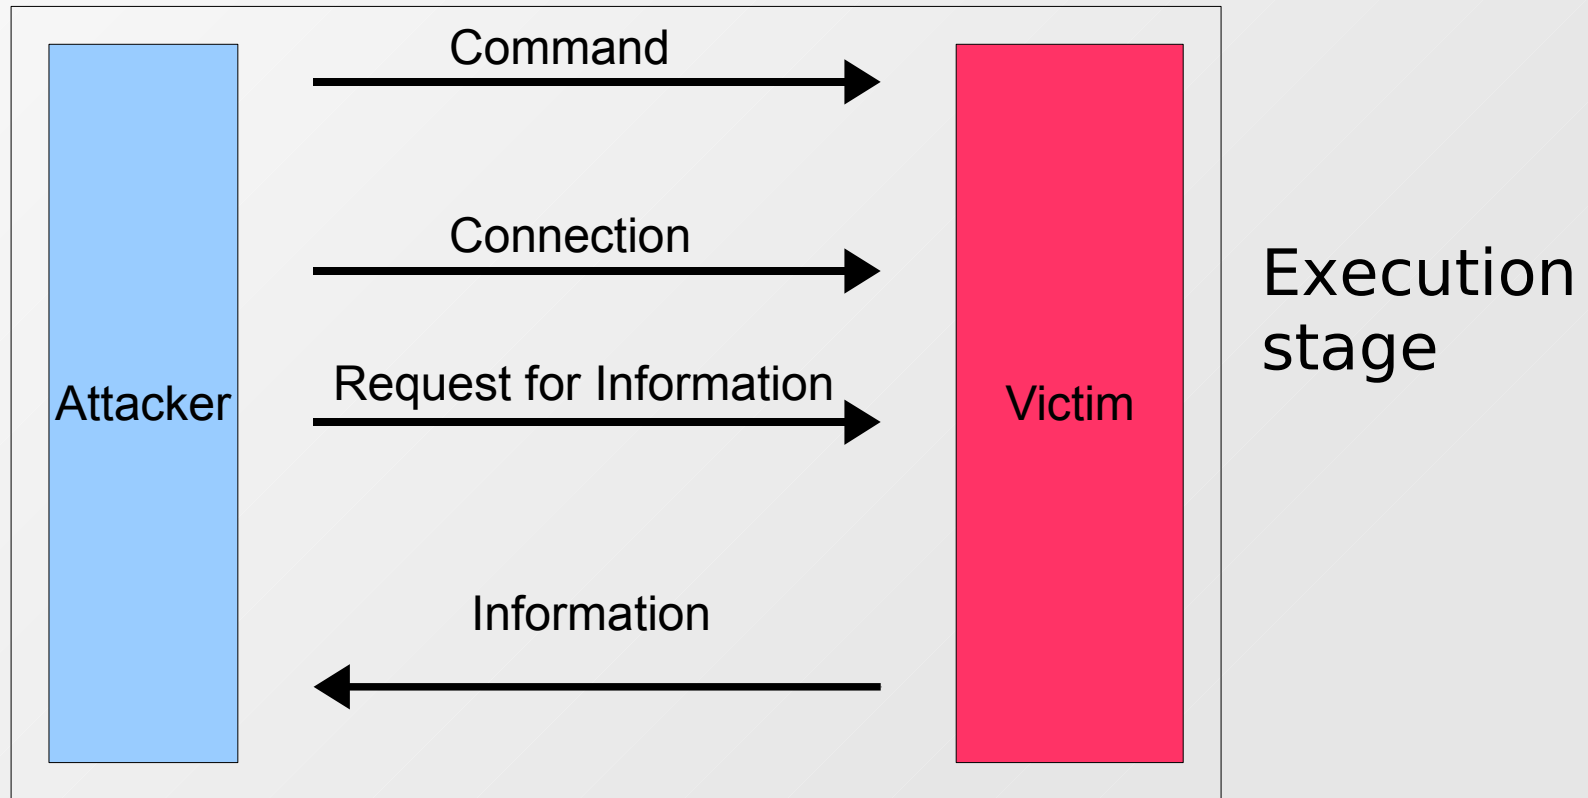 Command
Connection
Request for Information
Attacker
Victim
Information
Execution
stage